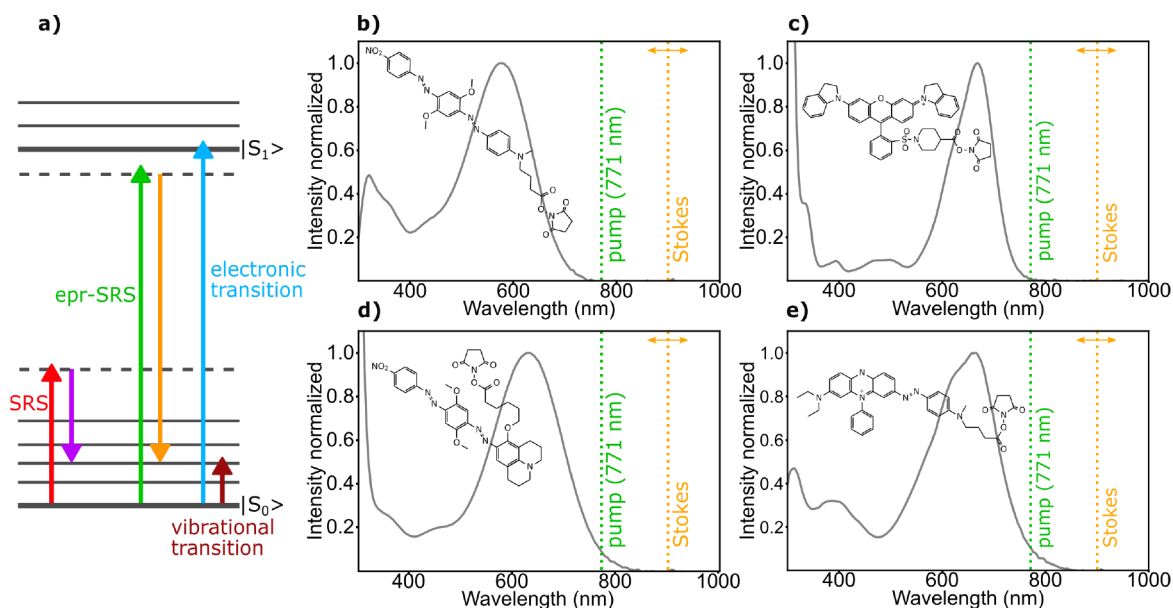 a)
|S₁>
epr-SRS
electronic
transition
SRS
|S₀>
vibrational
transition
b)
Intensity normalized
1.0
0.8
0.6
0.4
0.2
400
600
800
1000
Wavelength (nm)
pump (771 nm)
Stokes
NO₂
N
N
O
O
N
N
N
O
O
N
O
O
c)
Intensity normalized
1.0
0.8
0.6
0.4
0.2
400
600
800
1000
Wavelength (nm)
pump (771 nm
Stokes
N
O
N
+
O
S
O
N
O
O
N
O
O
d)
Intensity normalized
1.0
0.8
0.6
0.4
0.2
400
600
800
1000
Wavelength (nm)
pump (771 nm)
Stokes
O
N
O
O
O
NO₂
N
N
O
O
N
N
O
N
e)
Intensity normalized
1.0
0.8
0.6
0.4
0.2
400
600
800
1000
Wavelength (nm)
pump (771 nm)
Stokes
N
N
N
+
N
N
N
O
N
O
O
O